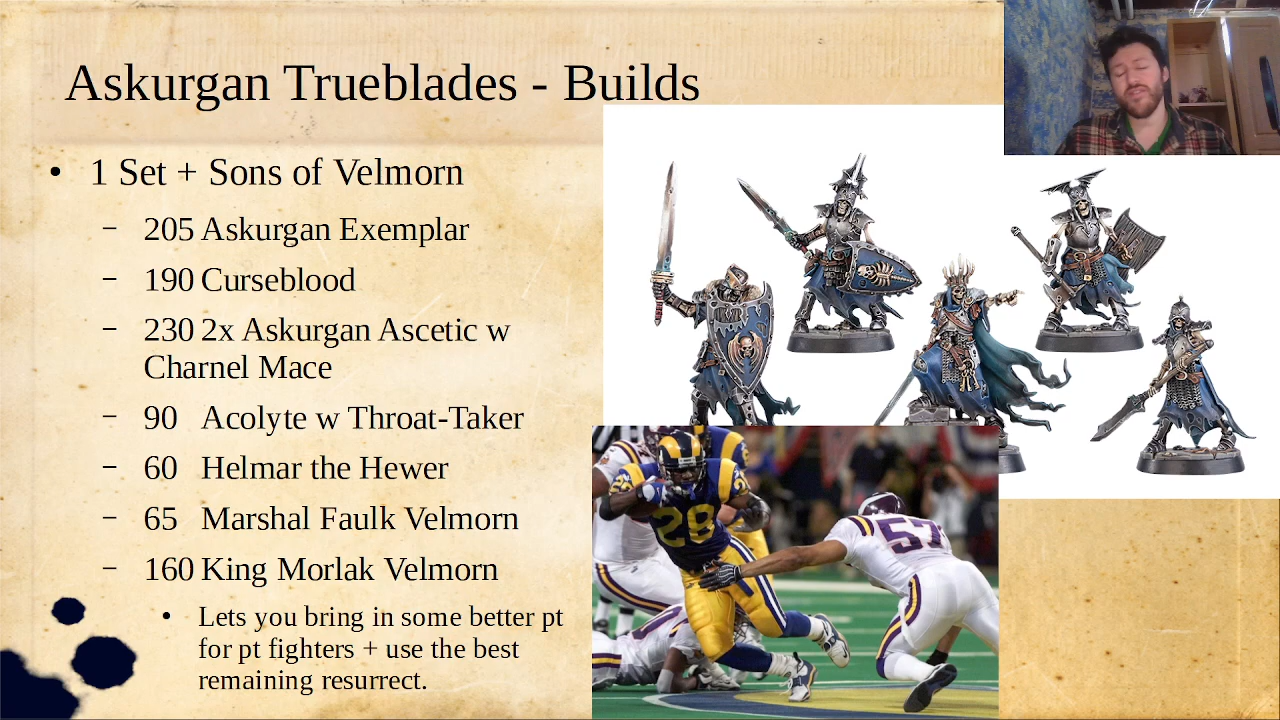 Askurgan Trueblades - Builds
• 1 Set + Sons of Velmorn
– 205 Askurgan Exemplar
– 190 Curseblood
– 230 2x Askurgan Ascetic w
Charnel Mace
– 90 Acolyte w Throat-Taker
– 60 Helmar the Hewer
– 65 Marshal Faulk Velmorn
– 160 King Morlak Velmorn
• Lets you bring in some better pt
for pt fighters + use the best
remaining resurrect.
28
57